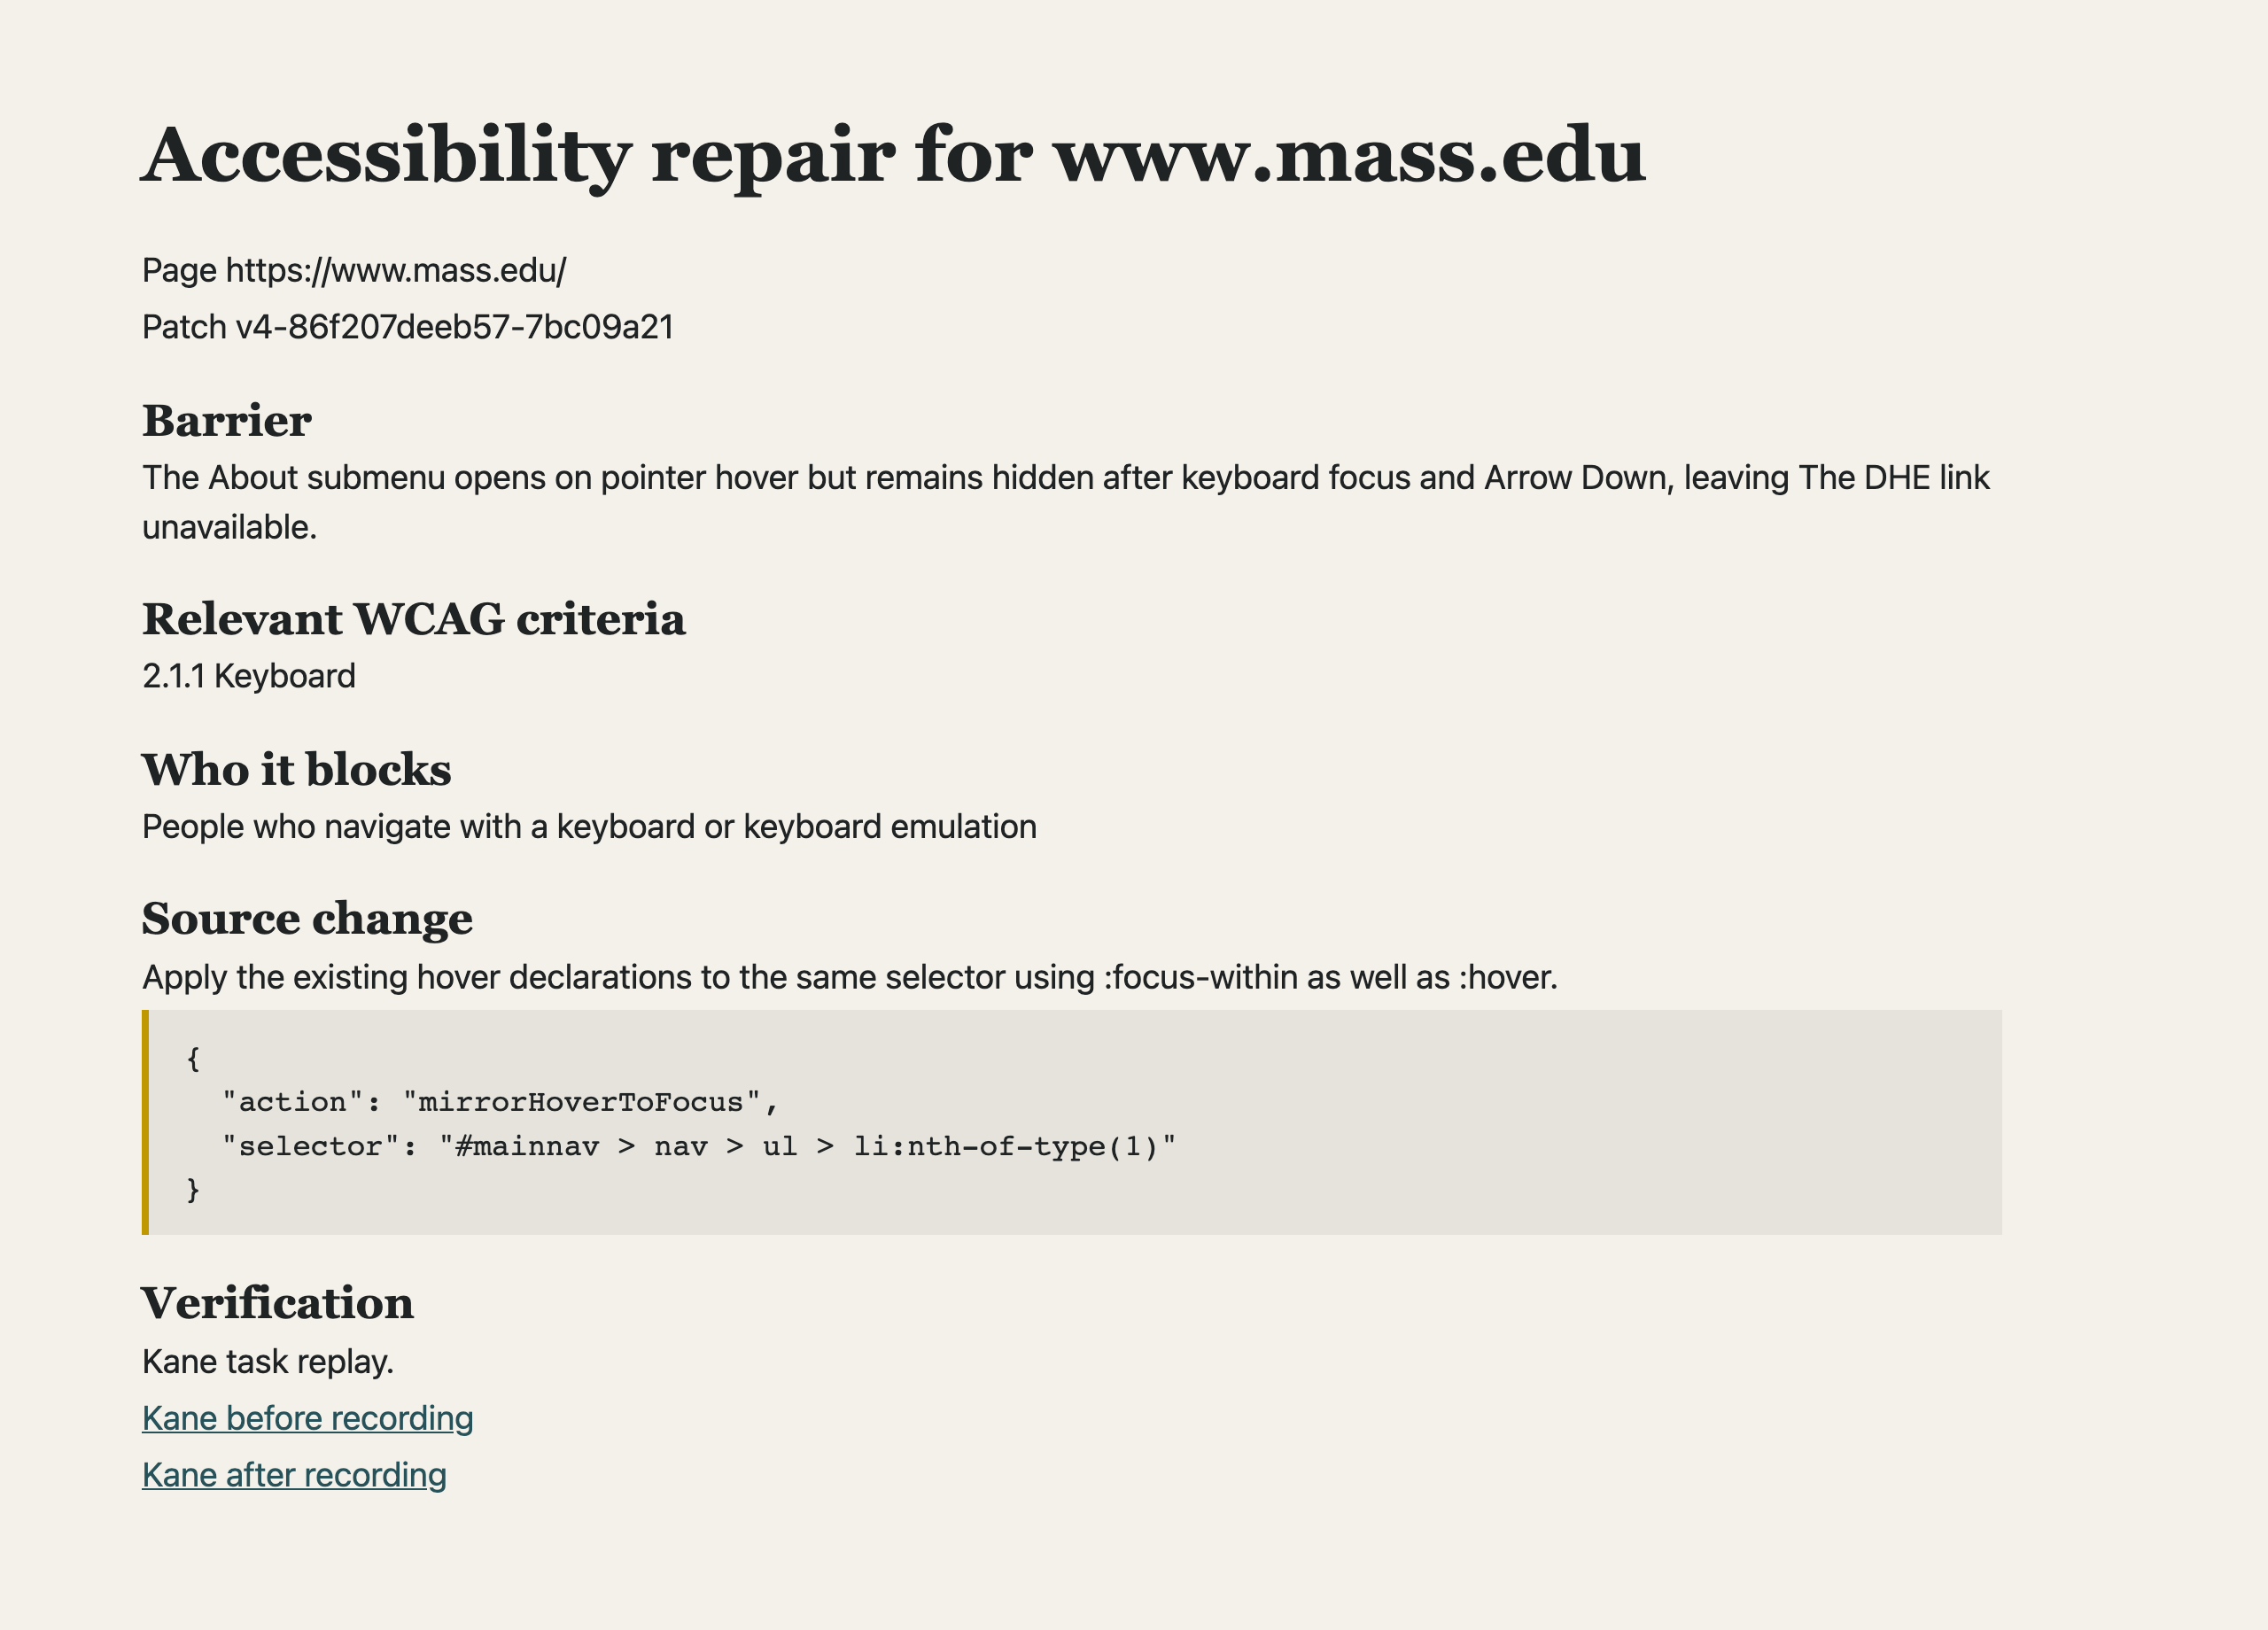 Accessibility repair for www.mass.edu
Page https://www.mass.edu/
Patch v4-86f207deeb57-7bc09a21
Barrier
The About submenu opens on pointer hover but remains hidden after keyboard focus and Arrow Down, leaving The DHE link
unavailable.
Relevant WCAG criteria
2.1.1 Keyboard
Who it blocks
People who navigate with a keyboard or keyboard emulation
Source change
Apply the existing hover declarations to the same selector using :focus-within as well as :hover.
{
  "action": "mirrorHoverToFocus",
  "selector": "#mainnav > nav > ul > li:nth-of-type(1)"
}
Verification
Kane task replay.
Kane before recording
Kane after recording